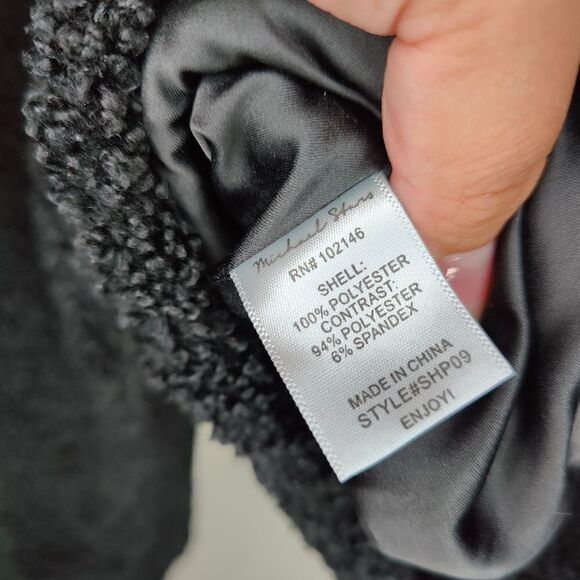 Michael Stars
RN# 102146
SHELL:
100% POLYESTER
CONTRAST:
94% POLYESTER
6% SPANDEX
MADE IN CHINA
STYLE#SHP09
ENJOY!